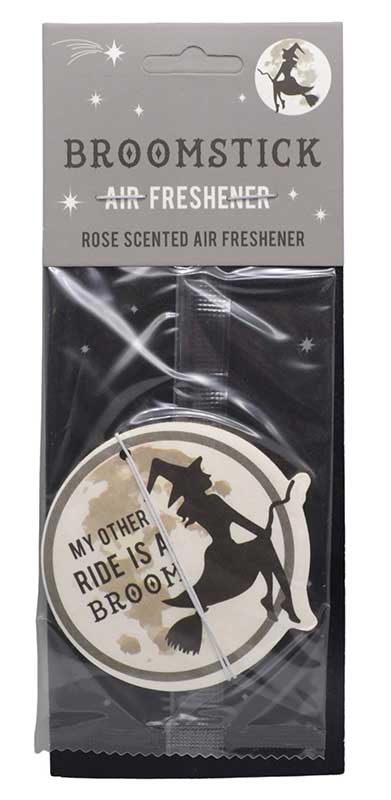 BROOMSTICK
AIR FRESHENER
ROSE SCENTED AIR FRESHENER
MY OTHER
RIDE IS A
BROOM